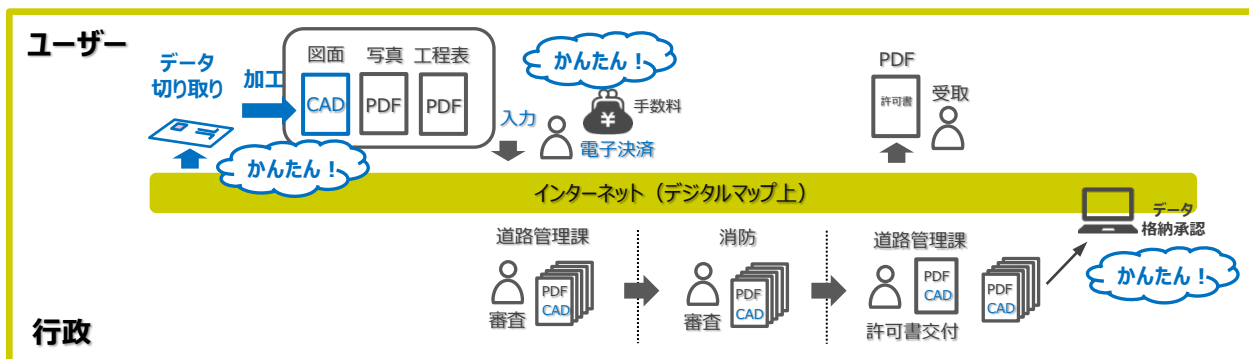 ユーザー
データ
切り取り
加工
図面
写真
工程表
CAD
PDF
PDF
かんたん！
かんたん！
入力
¥
手数料
電子決済
PDF
許可書
受取
インターネット（デジタルマップ上）
道路管理課
消防
道路管理課
データ
格納承認
PDF
CAD
審査
PDF
CAD
審査
PDF
CAD
許可書交付
PDF
CAD
かんたん！
行政